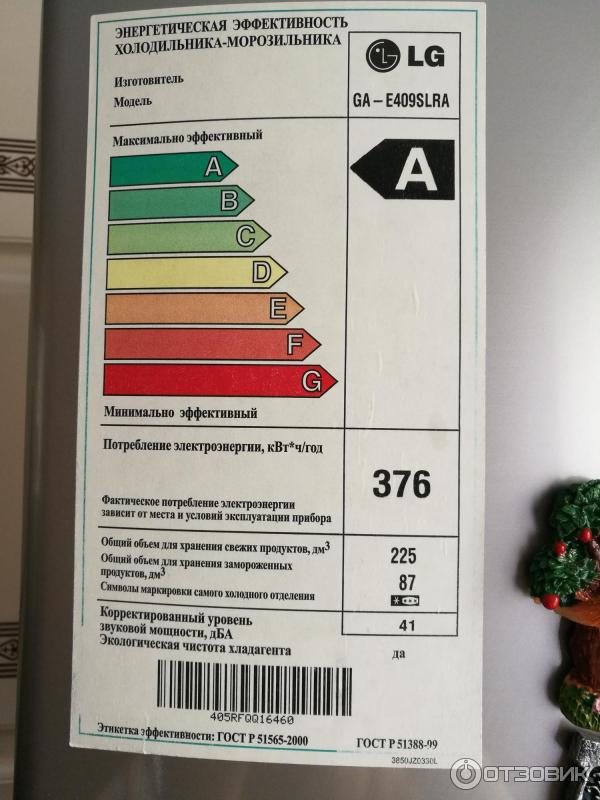 ЭНЕРГЕТИЧЕСКАЯ ЭФФЕКТИВНОСТЬ
ХОЛОДИЛЬНИКА-МОРОЗИЛЬНИКА
LG
Изготовитель
Модель
GA – E409SLRA
Максимально эффективный
A
A
B
C
D
E
F
G
Минимально эффективный
Потребление электроэнергии, кВт*ч/год
376
Фактическое потребление электроэнергии
зависит от места и условий эксплуатации прибора
Общий объем для хранения свежих продуктов, дм3
225
Общий объем для хранения замороженных
продуктов, дм3
87
Символы маркировки самого холодного отделения
Корректированный уровень
звуковой мощности, дБА
41
Экологическая чистота хладагента
да
405RFQQ16460
Этикетка эффективности: ГОСТ Р 51565-2000
ГОСТ Р 51388-99
3850JZ0330L
ОТЗОВИК